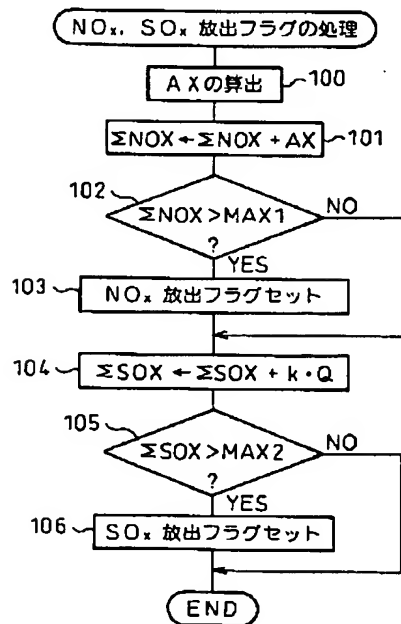 NOx, SOx 放出フラグの処理
AXの算出
100
ΣNOX←ΣNOX+AX
101
102
ΣNOX>MAX1
?
NO
YES
103
NOx 放出フラグセット
104
ΣSOX←ΣSOX+k·Q
105
ΣSOX>MAX2
?
NO
YES
106
SOx 放出フラグセット
END